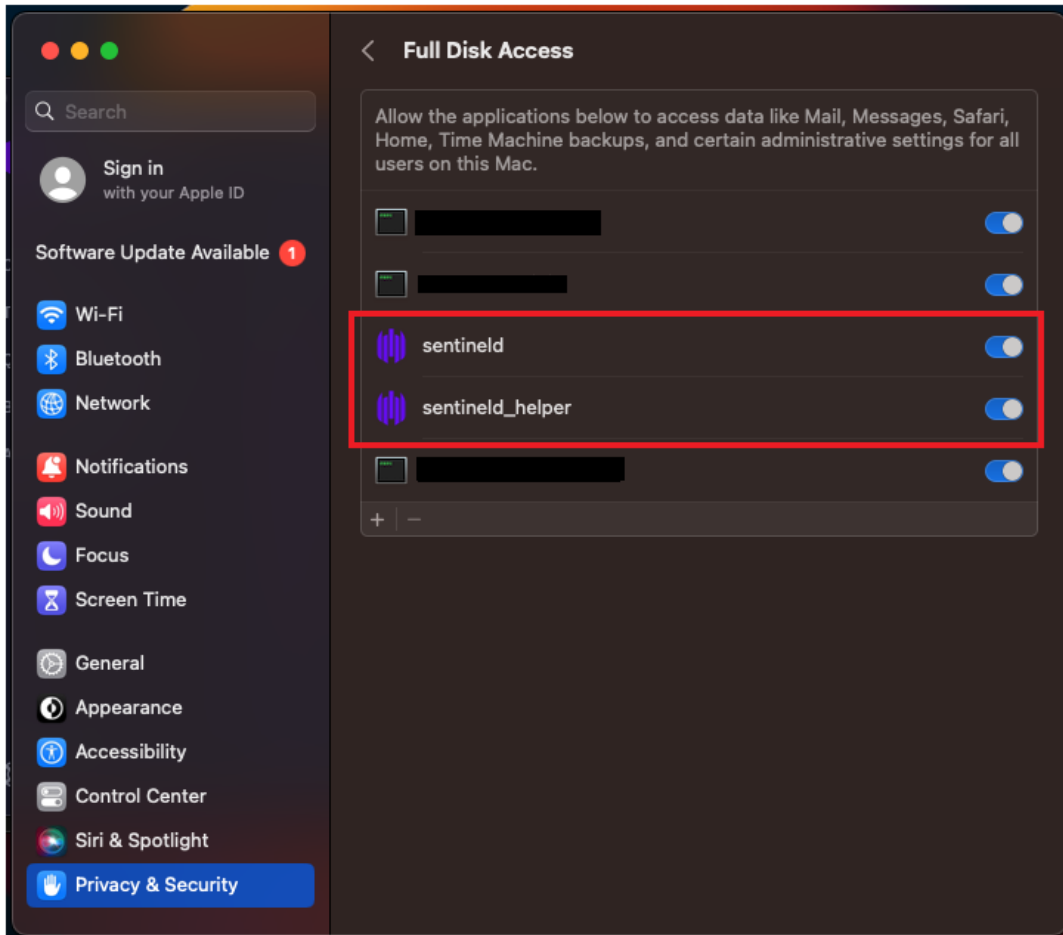 Search
Sign in
with your Apple ID
Software Update Available 1
Wi-Fi
Bluetooth
Network
Notifications
Sound
Focus
Screen Time
General
Appearance
Accessibility
Control Center
Siri & Spotlight
Privacy & Security
Full Disk Access
Allow the applications below to access data like Mail, Messages, Safari,
Home, Time Machine backups, and certain administrative settings for all
users on this Mac.
sentineld
sentineld_helper